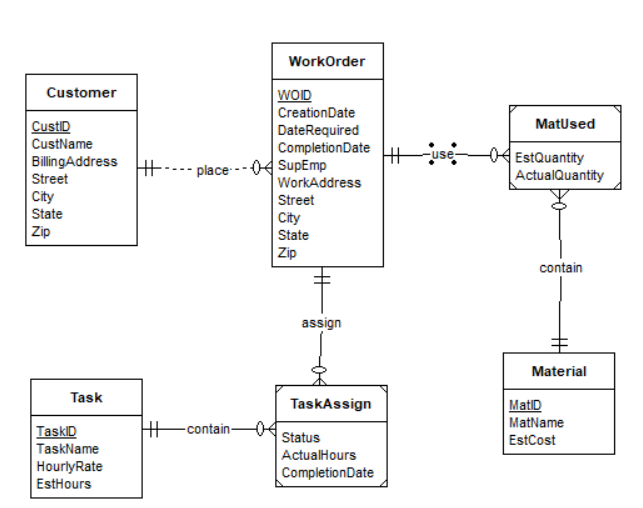 WorkOrder
WOID
CreationDate
DateRequired
CompletionDate
SupEmp
WorkAddress
Street
City
State
Zip
Customer
CustID
CustName
BillingAddress
Street
City
State
Zip
place
use
MatUsed
EstQuantity
ActualQuantity
contain
assign
Material
MatID
MatName
EstCost
Task
TaskID
TaskName
HourlyRate
EstHours
contain
TaskAssign
Status
ActualHours
CompletionDate